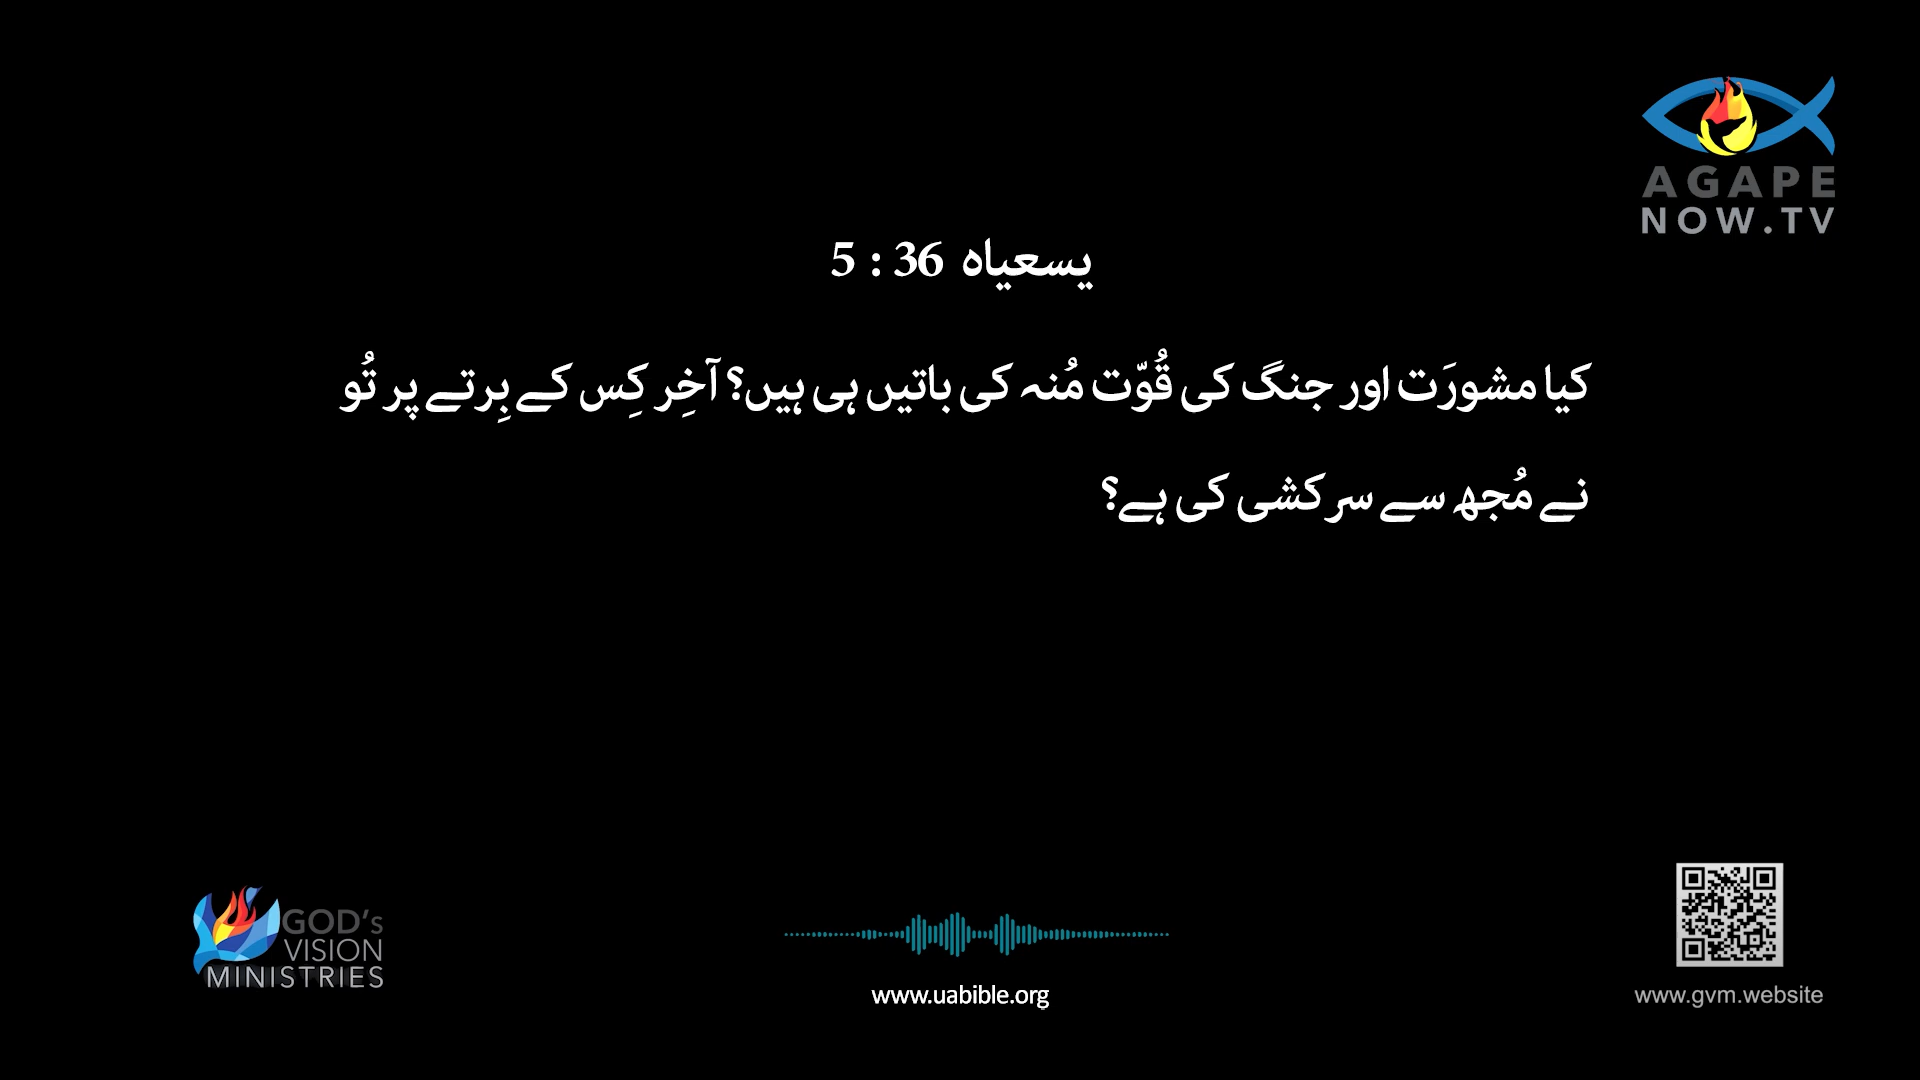 AGAPE
NOW.TV
یسعیاہ 36 : 5
کیا مشورَت اور جنگ کی قُوّت مُنہ کی باتیں ہی ہیں؟ آخِر کِس کے بِرتے پر تُو
نے مُجھ سے سرکشی کی ہے؟
GOD's
VISION
MINISTRIES
www.uabible.org
www.gvm.website